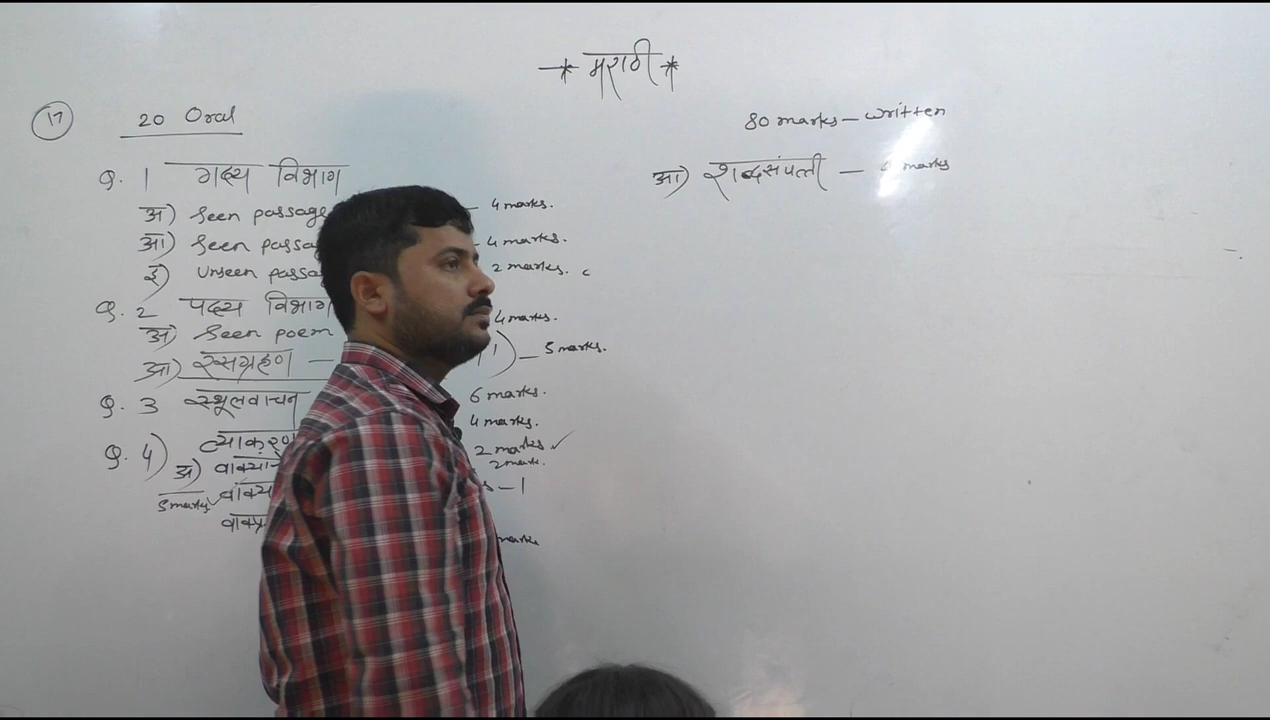 * मराठी *
17
20 Oral
80 marks – written
Q. 1 गद्य विभाग
अ) Seen passage – 4 marks.
आ) Seen passa – 4 marks.
इ) Unseen passa 2 marks.
Q. 2 पद्य विभाग
अ) Seen poem 4 marks.
आ) रसग्रहण – ) – 5 marks.
Q. 3 स्थूलवाचन 6 marks.
4 marks.
Q. 4) व्याकरण 2 marks ✓
अ) 2 mark.
5 marks – 1
marks
आ) शब्दसंपत्ती – marks